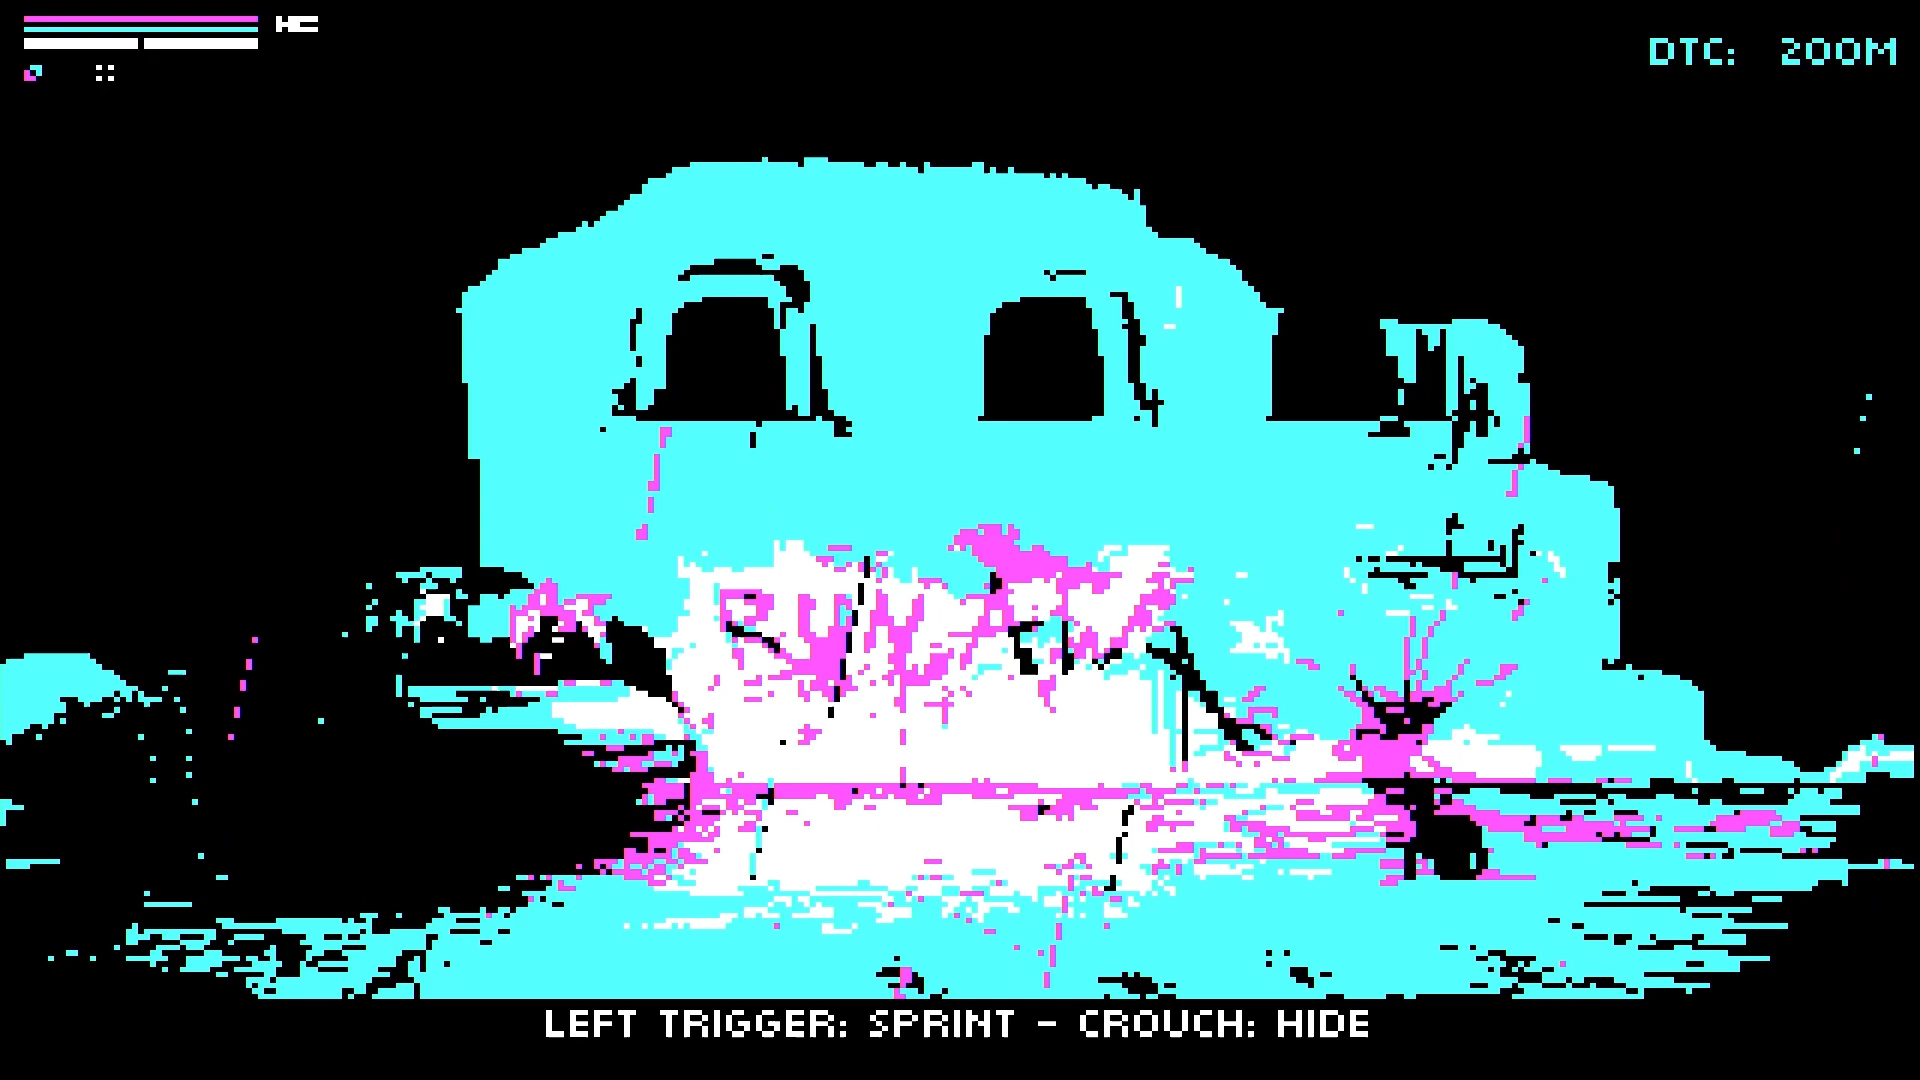 DTC: 200M
RUN
LEFT TRIGGER: SPRINT - CROUCH: HIDE